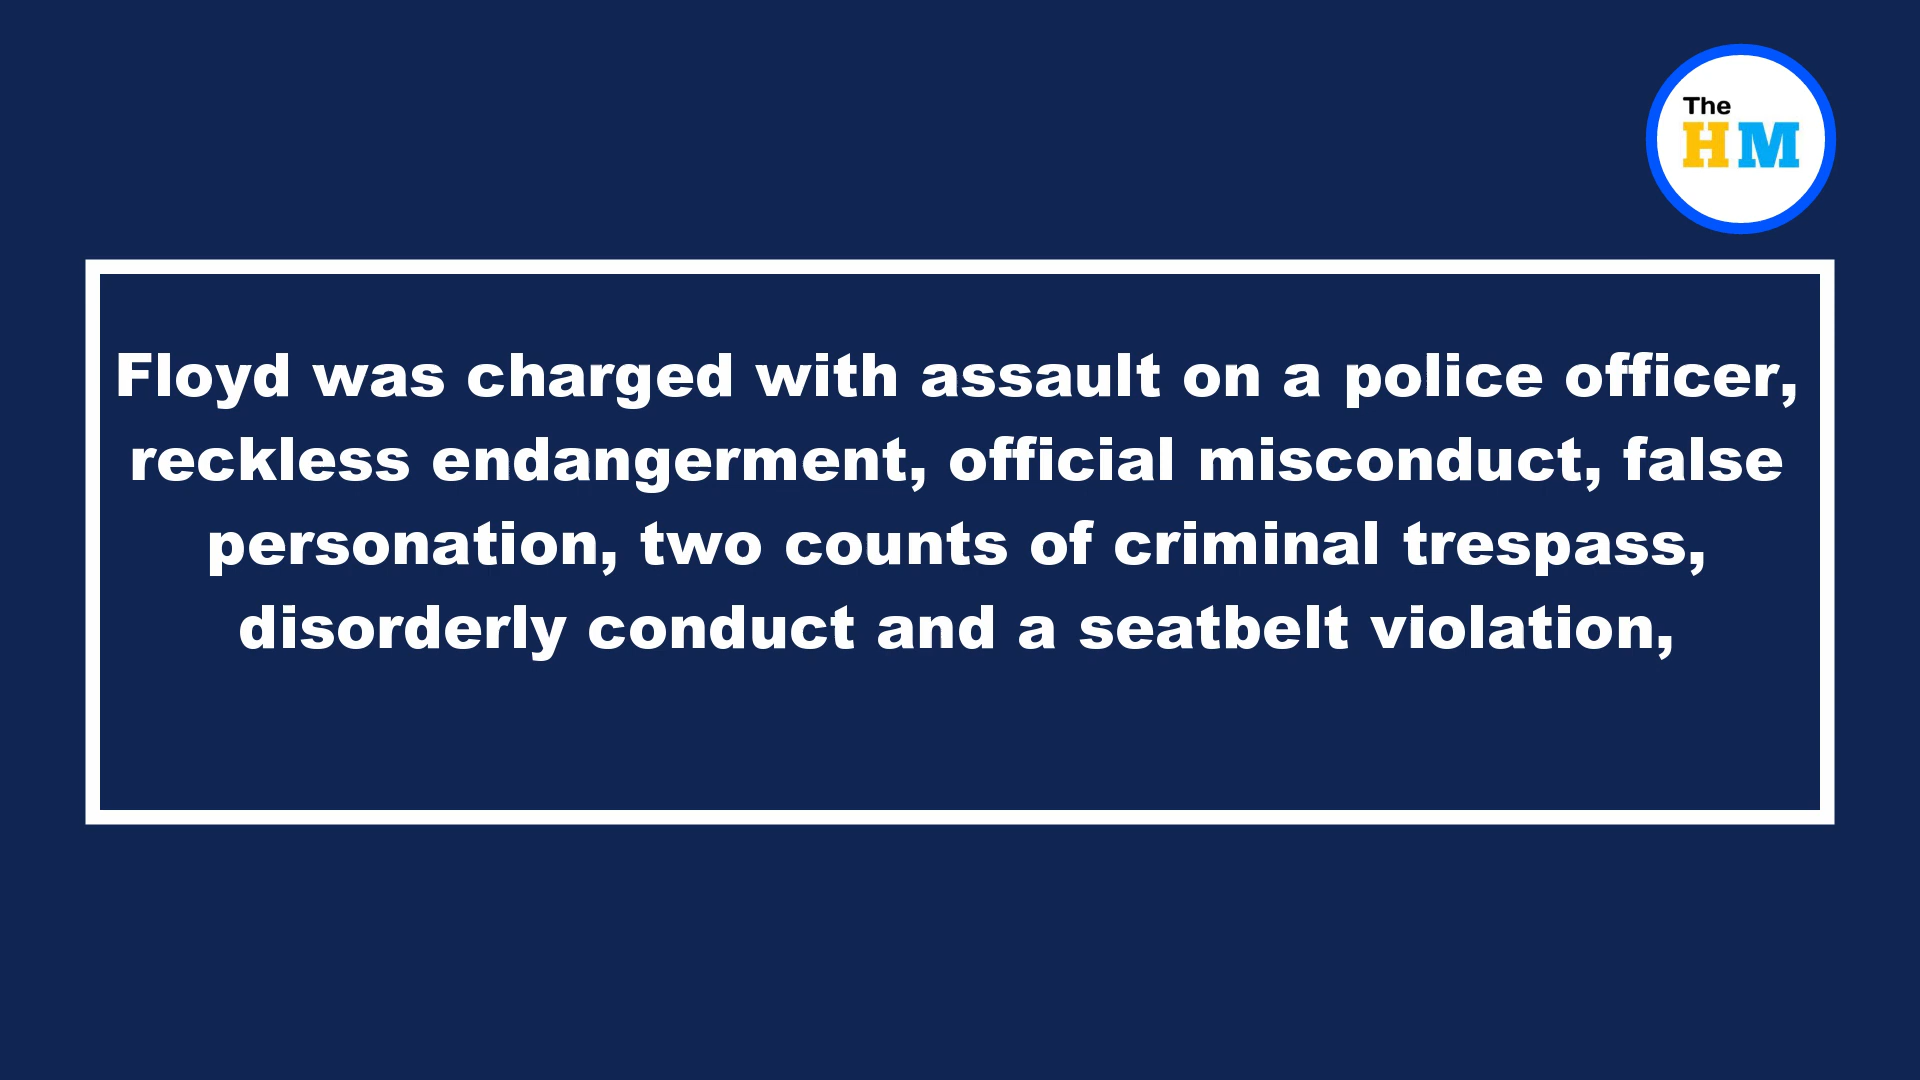 The
HM
Floyd was charged with assault on a police officer,
reckless endangerment, official misconduct, false
personation, two counts of criminal trespass,
disorderly conduct and a seatbelt violation,